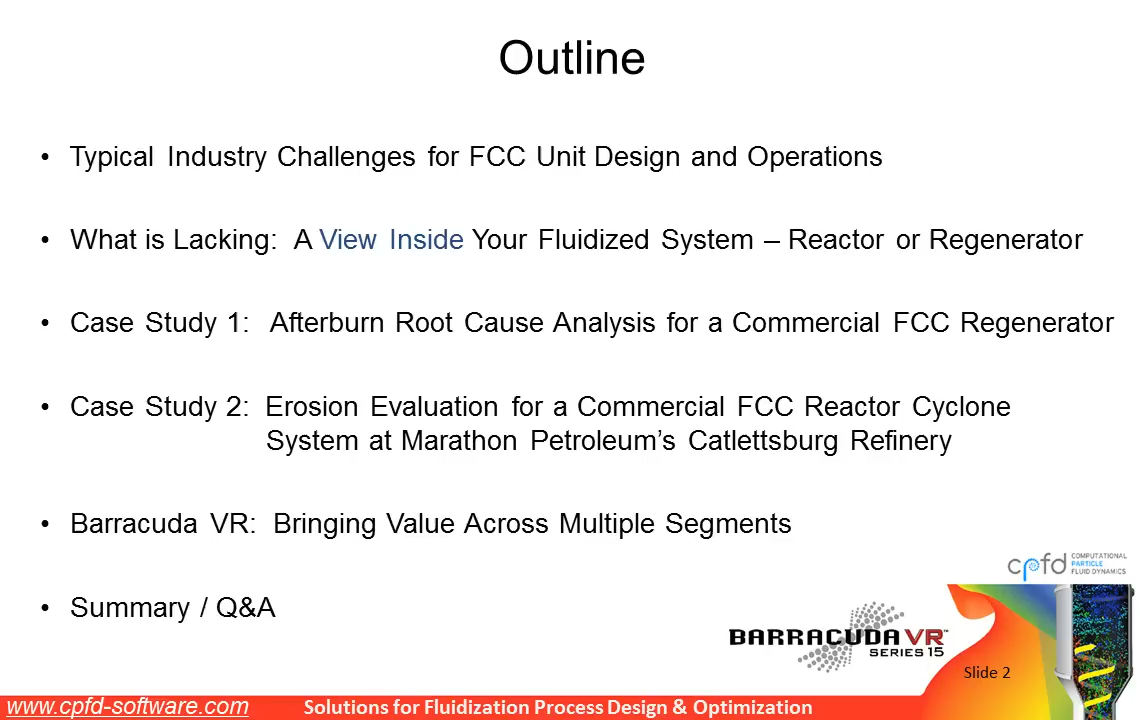 Outline
• Typical Industry Challenges for FCC Unit Design and Operations
• What is Lacking: A View Inside Your Fluidized System – Reactor or Regenerator
• Case Study 1: Afterburn Root Cause Analysis for a Commercial FCC Regenerator
• Case Study 2: Erosion Evaluation for a Commercial FCC Reactor Cyclone
System at Marathon Petroleum’s Catlettsburg Refinery
• Barracuda VR: Bringing Value Across Multiple Segments
cpfd COMPUTATIONAL
PARTICLE
FLUID DYNAMICS
• Summary / Q&A
BARRACUDA VR™
SERIES 15
Slide 2
www.cpfd-software.com Solutions for Fluidization Process Design & Optimization